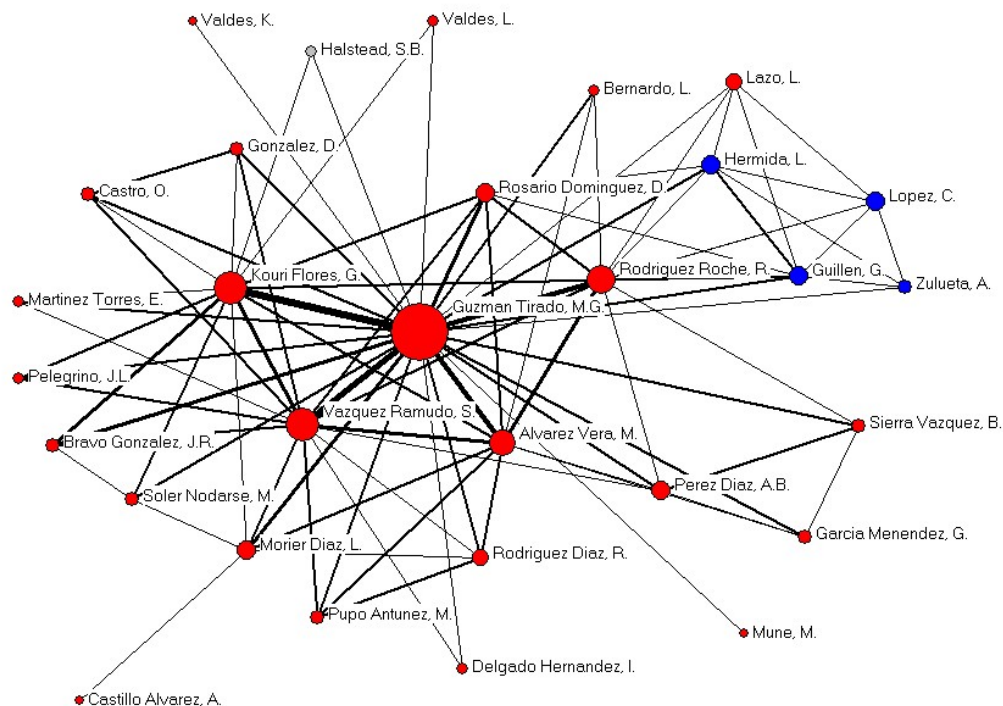 Valdes, K.
Valdes, L.
Halstead, S.B.
Lazo, L.
Bernardo, L.
Gonzalez, D.
Hermida, L.
Castro, O.
Rosario Dominguez, D.
Lopez, C.
Kouri Flores, G.
Rodriguez Roche, R.
Guillen, G.
Zulueta, A.
Martinez Torres, E.
Guzman Tirado, M.G.
Pelegrino, J.L.
Vazquez Ramudo, S.
Sierra Vazquez, B.
Bravo Gonzalez, J.R.
Alvarez Vera, M.
Perez Diaz, A.B.
Soler Nodarse, M.
Garcia Menendez, G.
Morier Diaz, L.
Rodriguez Diaz, R.
Pupo Antunez, M.
Mune, M.
Delgado Hernandez, I.
Castillo Alvarez, A.